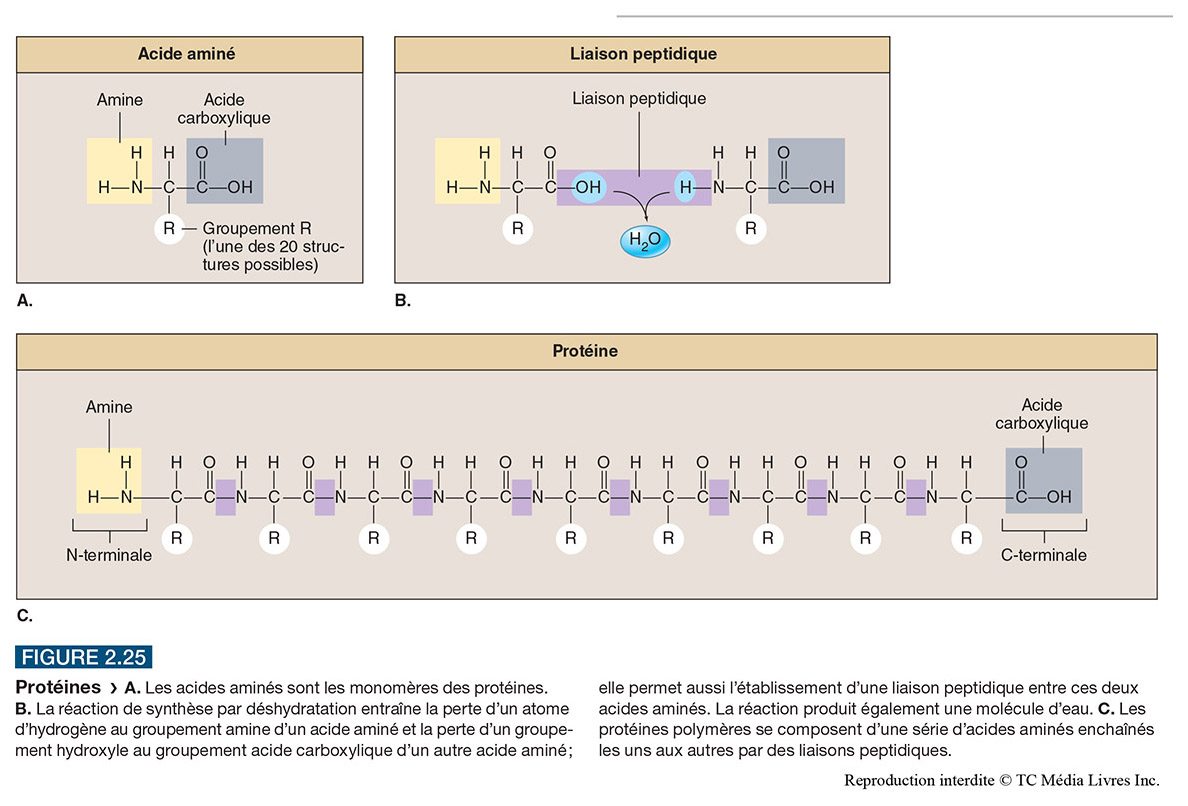 Acide aminé
Amine
Acide
carboxylique
H H O
H—N—C—C—OH
R — Groupement R
(l’une des 20 struc-
tures possibles)
A.
Liaison peptidique
Liaison peptidique
H H O H H O
H—N—C—C—OH H—N—C—C—OH
R H₂O R
B.
Protéine
Amine
Acide
carboxylique
H H O H H O H H O H H O H H O H H O H H O H H O H H O
H—N—C—C—N—C—C—N—C—C—N—C—C—N—C—C—N—C—C—N—C—C—N—C—C—N—C—C—OH
R R R R R R R R R
N-terminale C-terminale
C.
FIGURE 2.25
Protéines › A. Les acides aminés sont les monomères des protéines.
B. La réaction de synthèse par déshydratation entraîne la perte d’un atome
d’hydrogène au groupement amine d’un acide aminé et la perte d’un groupe-
ment hydroxyle au groupement acide carboxylique d’un autre acide aminé;
elle permet aussi l’établissement d’une liaison peptidique entre ces deux
acides aminés. La réaction produit également une molécule d’eau. C. Les
protéines polymères se composent d’une série d’acides aminés enchaînés
les uns aux autres par des liaisons peptidiques.
Reproduction interdite © TC Média Livres Inc.